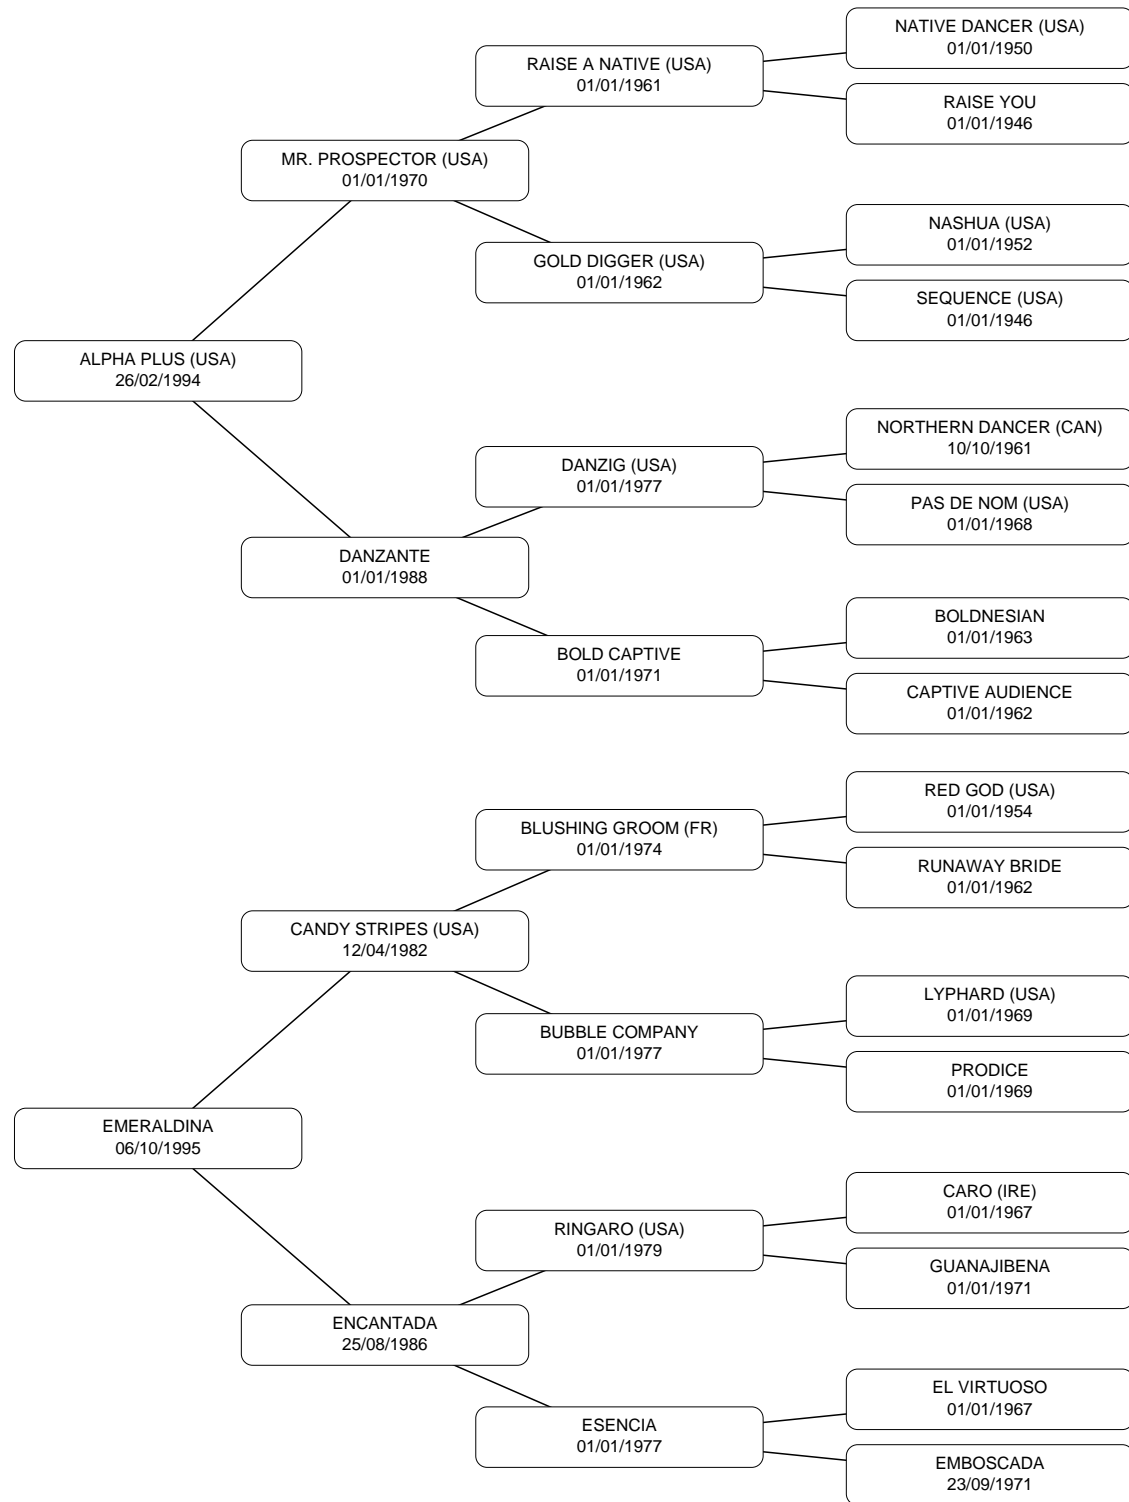 NATIVE DANCER (USA)
01/01/1950
RAISE A NATIVE (USA)
01/01/1961
RAISE YOU
01/01/1946
MR. PROSPECTOR (USA)
01/01/1970
NASHUA (USA)
01/01/1952
GOLD DIGGER (USA)
01/01/1962
SEQUENCE (USA)
01/01/1946
ALPHA PLUS (USA)
26/02/1994
NORTHERN DANCER (CAN)
10/10/1961
DANZIG (USA)
01/01/1977
PAS DE NOM (USA)
01/01/1968
DANZANTE
01/01/1988
BOLDNESIAN
01/01/1963
BOLD CAPTIVE
01/01/1971
CAPTIVE AUDIENCE
01/01/1962
RED GOD (USA)
01/01/1954
BLUSHING GROOM (FR)
01/01/1974
RUNAWAY BRIDE
01/01/1962
CANDY STRIPES (USA)
12/04/1982
LYPHARD (USA)
01/01/1969
BUBBLE COMPANY
01/01/1977
PRODICE
01/01/1969
EMERALDINA
06/10/1995
CARO (IRE)
01/01/1967
RINGARO (USA)
01/01/1979
GUANAJIBENA
01/01/1971
ENCANTADA
25/08/1986
EL VIRTUOSO
01/01/1967
ESENCIA
01/01/1977
EMBOSCADA
23/09/1971